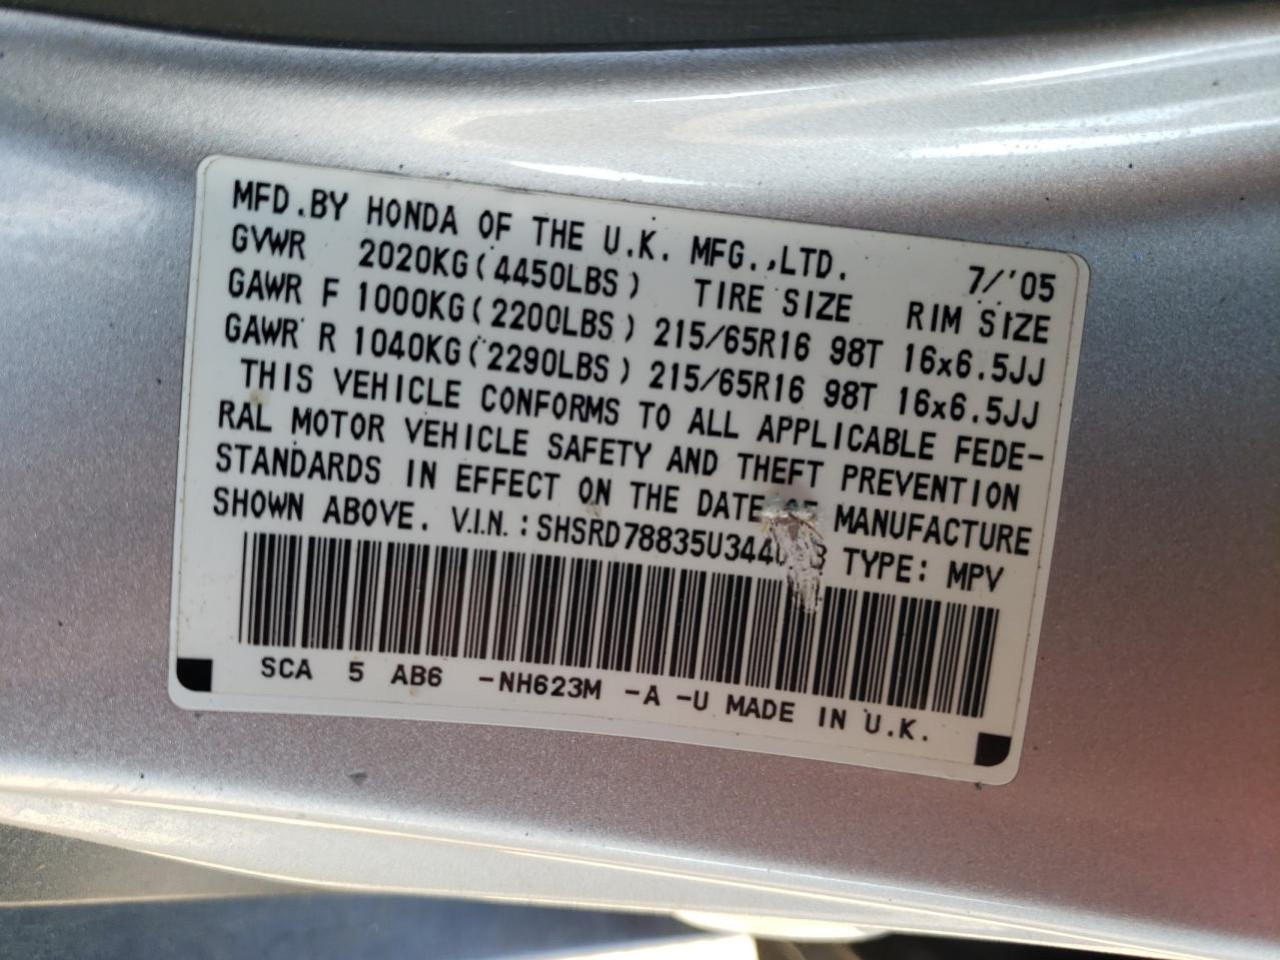 MFD.BY HONDA OF THE U.K. MFG.,LTD. 7/'05
GVWR 2020KG(4450LBS) TIRE SIZE RIM SIZE
GAWR F 1000KG(2200LBS) 215/65R16 98T 16x6.5JJ
GAWR R 1040KG(2290LBS) 215/65R16 98T 16x6.5JJ
THIS VEHICLE CONFORMS TO ALL APPLICABLE FEDE-
RAL MOTOR VEHICLE SAFETY AND THEFT PREVENTION
STANDARDS IN EFFECT ON THE DATE OF MANUFACTURE
SHOWN ABOVE. V.I.N.: TYPE: MPV
SCA 5 AB6 -NH623M -A -U MADE IN U.K.